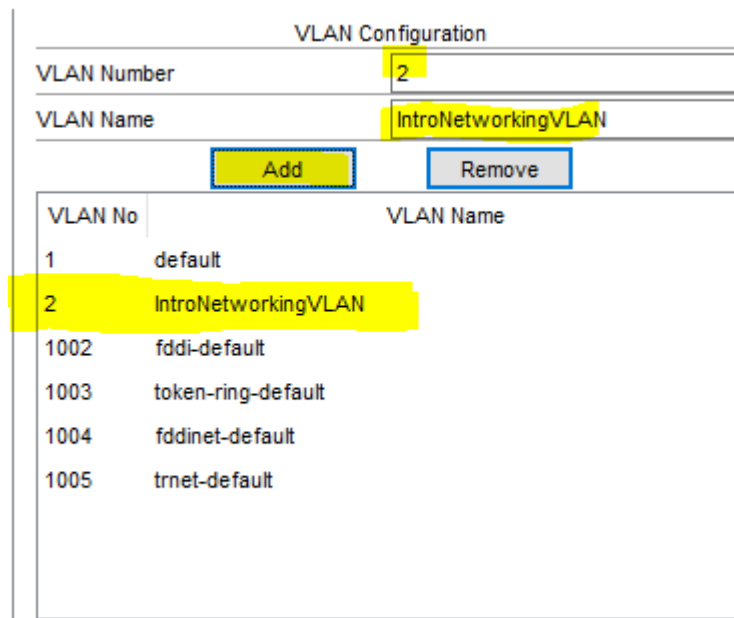 VLAN Configuration
VLAN Number 2
VLAN Name IntroNetworkingVLAN
Add Remove
VLAN No VLAN Name
1 default
2 IntroNetworkingVLAN
1002 fddi-default
1003 token-ring-default
1004 fddinet-default
1005 trnet-default